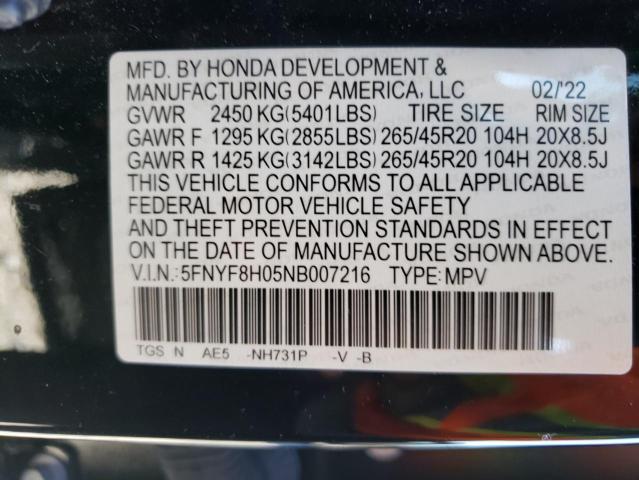 MFD. BY HONDA DEVELOPMENT &
MANUFACTURING OF AMERICA, LLC 02/'22
GVWR 2450 KG(5401LBS) TIRE SIZE RIM SIZE
GAWR F 1295 KG(2855LBS) 265/45R20 104H 20X8.5J
GAWR R 1425 KG(3142LBS) 265/45R20 104H 20X8.5J
THIS VEHICLE CONFORMS TO ALL APPLICABLE
FEDERAL MOTOR VEHICLE SAFETY
AND THEFT PREVENTION STANDARDS IN EFFECT
ON THE DATE OF MANUFACTURE SHOWN ABOVE.
V.I.N.:5FNYF8H05NB007216 TYPE:MPV
TGS N AE5 -NH731P -V -B